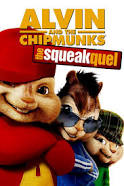 ALVIN
AND THE
CHIPMUNKS
the
squeakquel